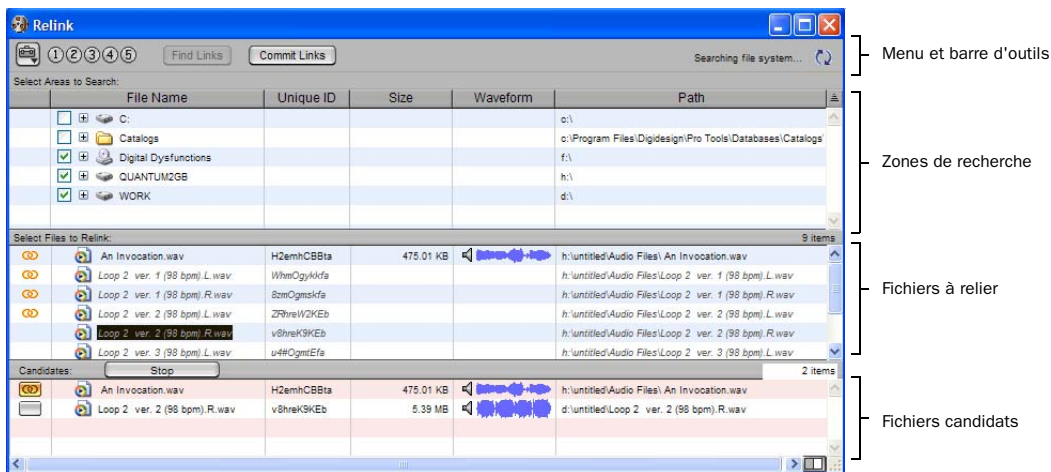 Relink
1 2 3 4 5 Find Links Commit Links Searching file system...
Menu et barre d'outils
Select Areas to Search:
File Name Unique ID Size Waveform Path
C: c:\
Catalogs c:\Program Files\Digidesign\Pro Tools\Databases\Catalogs
Digital Dysfunctions f:\
QUANTUM2GB h:\
WORK d:\
Zones de recherche
Select Files to Relink: 9 items
An Invocation.wav H2emhCBBta 475.01 KB h:\untitled\Audio Files\ An Invocation.wav
Loop 2 ver. 1 (98 bpm).L.wav WhmOgykkfa h:\untitled\Audio Files\Loop 2 ver. 1 (98 bpm).L.wav
Loop 2 ver. 1 (98 bpm).R.wav 8zmOgmskfa h:\untitled\Audio Files\Loop 2 ver. 1 (98 bpm).R.wav
Loop 2 ver. 2 (98 bpm).L.wav ZRhreW2KEb h:\untitled\Audio Files\Loop 2 ver. 2 (98 bpm).L.wav
Loop 2 ver. 2 (98 bpm).R.wav v8hreK9KEb h:\untitled\Audio Files\Loop 2 ver. 2 (98 bpm).R.wav
Loop 2 ver. 3 (98 bpm).L.wav u4#OgmtEfa h:\untitled\Audio Files\Loop 2 ver. 3 (98 bpm).L.wav
Fichiers à relier
Candidates: Stop 2 items
An Invocation.wav H2emhCBBta 475.01 KB h:\untitled\Audio Files\ An Invocation.wav
Loop 2 ver. 2 (98 bpm).R.wav v8hreK9KEb 5.39 MB d:\untitled\Loop 2 ver. 2 (98 bpm).R.wav
Fichiers candidats